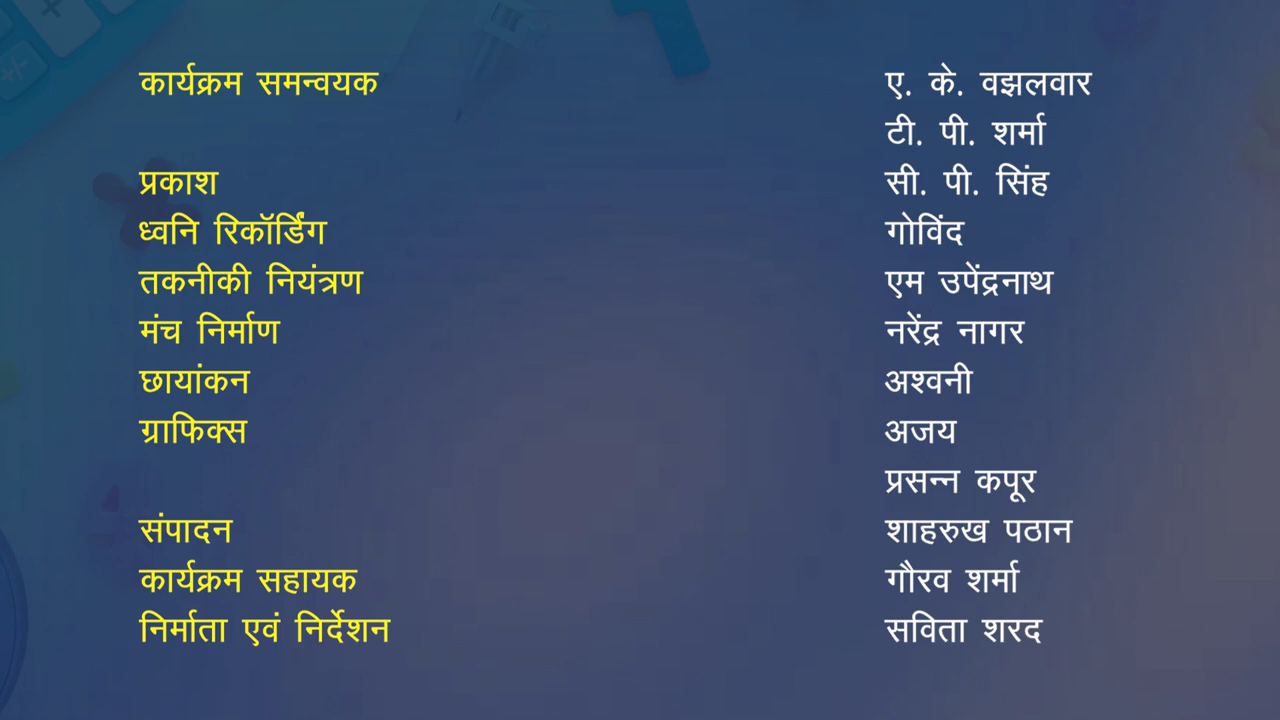 कार्यक्रम समन्वयक ए. के. वझलवार
टी. पी. शर्मा
प्रकाश सी. पी. सिंह
ध्वनि रिकॉर्डिंग गोविंद
तकनीकी नियंत्रण एम उपेंद्रनाथ
मंच निर्माण नरेंद्र नागर
छायांकन अश्वनी
ग्राफिक्स अजय
प्रसन्न कपूर
संपादन शाहरुख पठान
कार्यक्रम सहायक गौरव शर्मा
निर्माता एवं निर्देशन सविता शरद